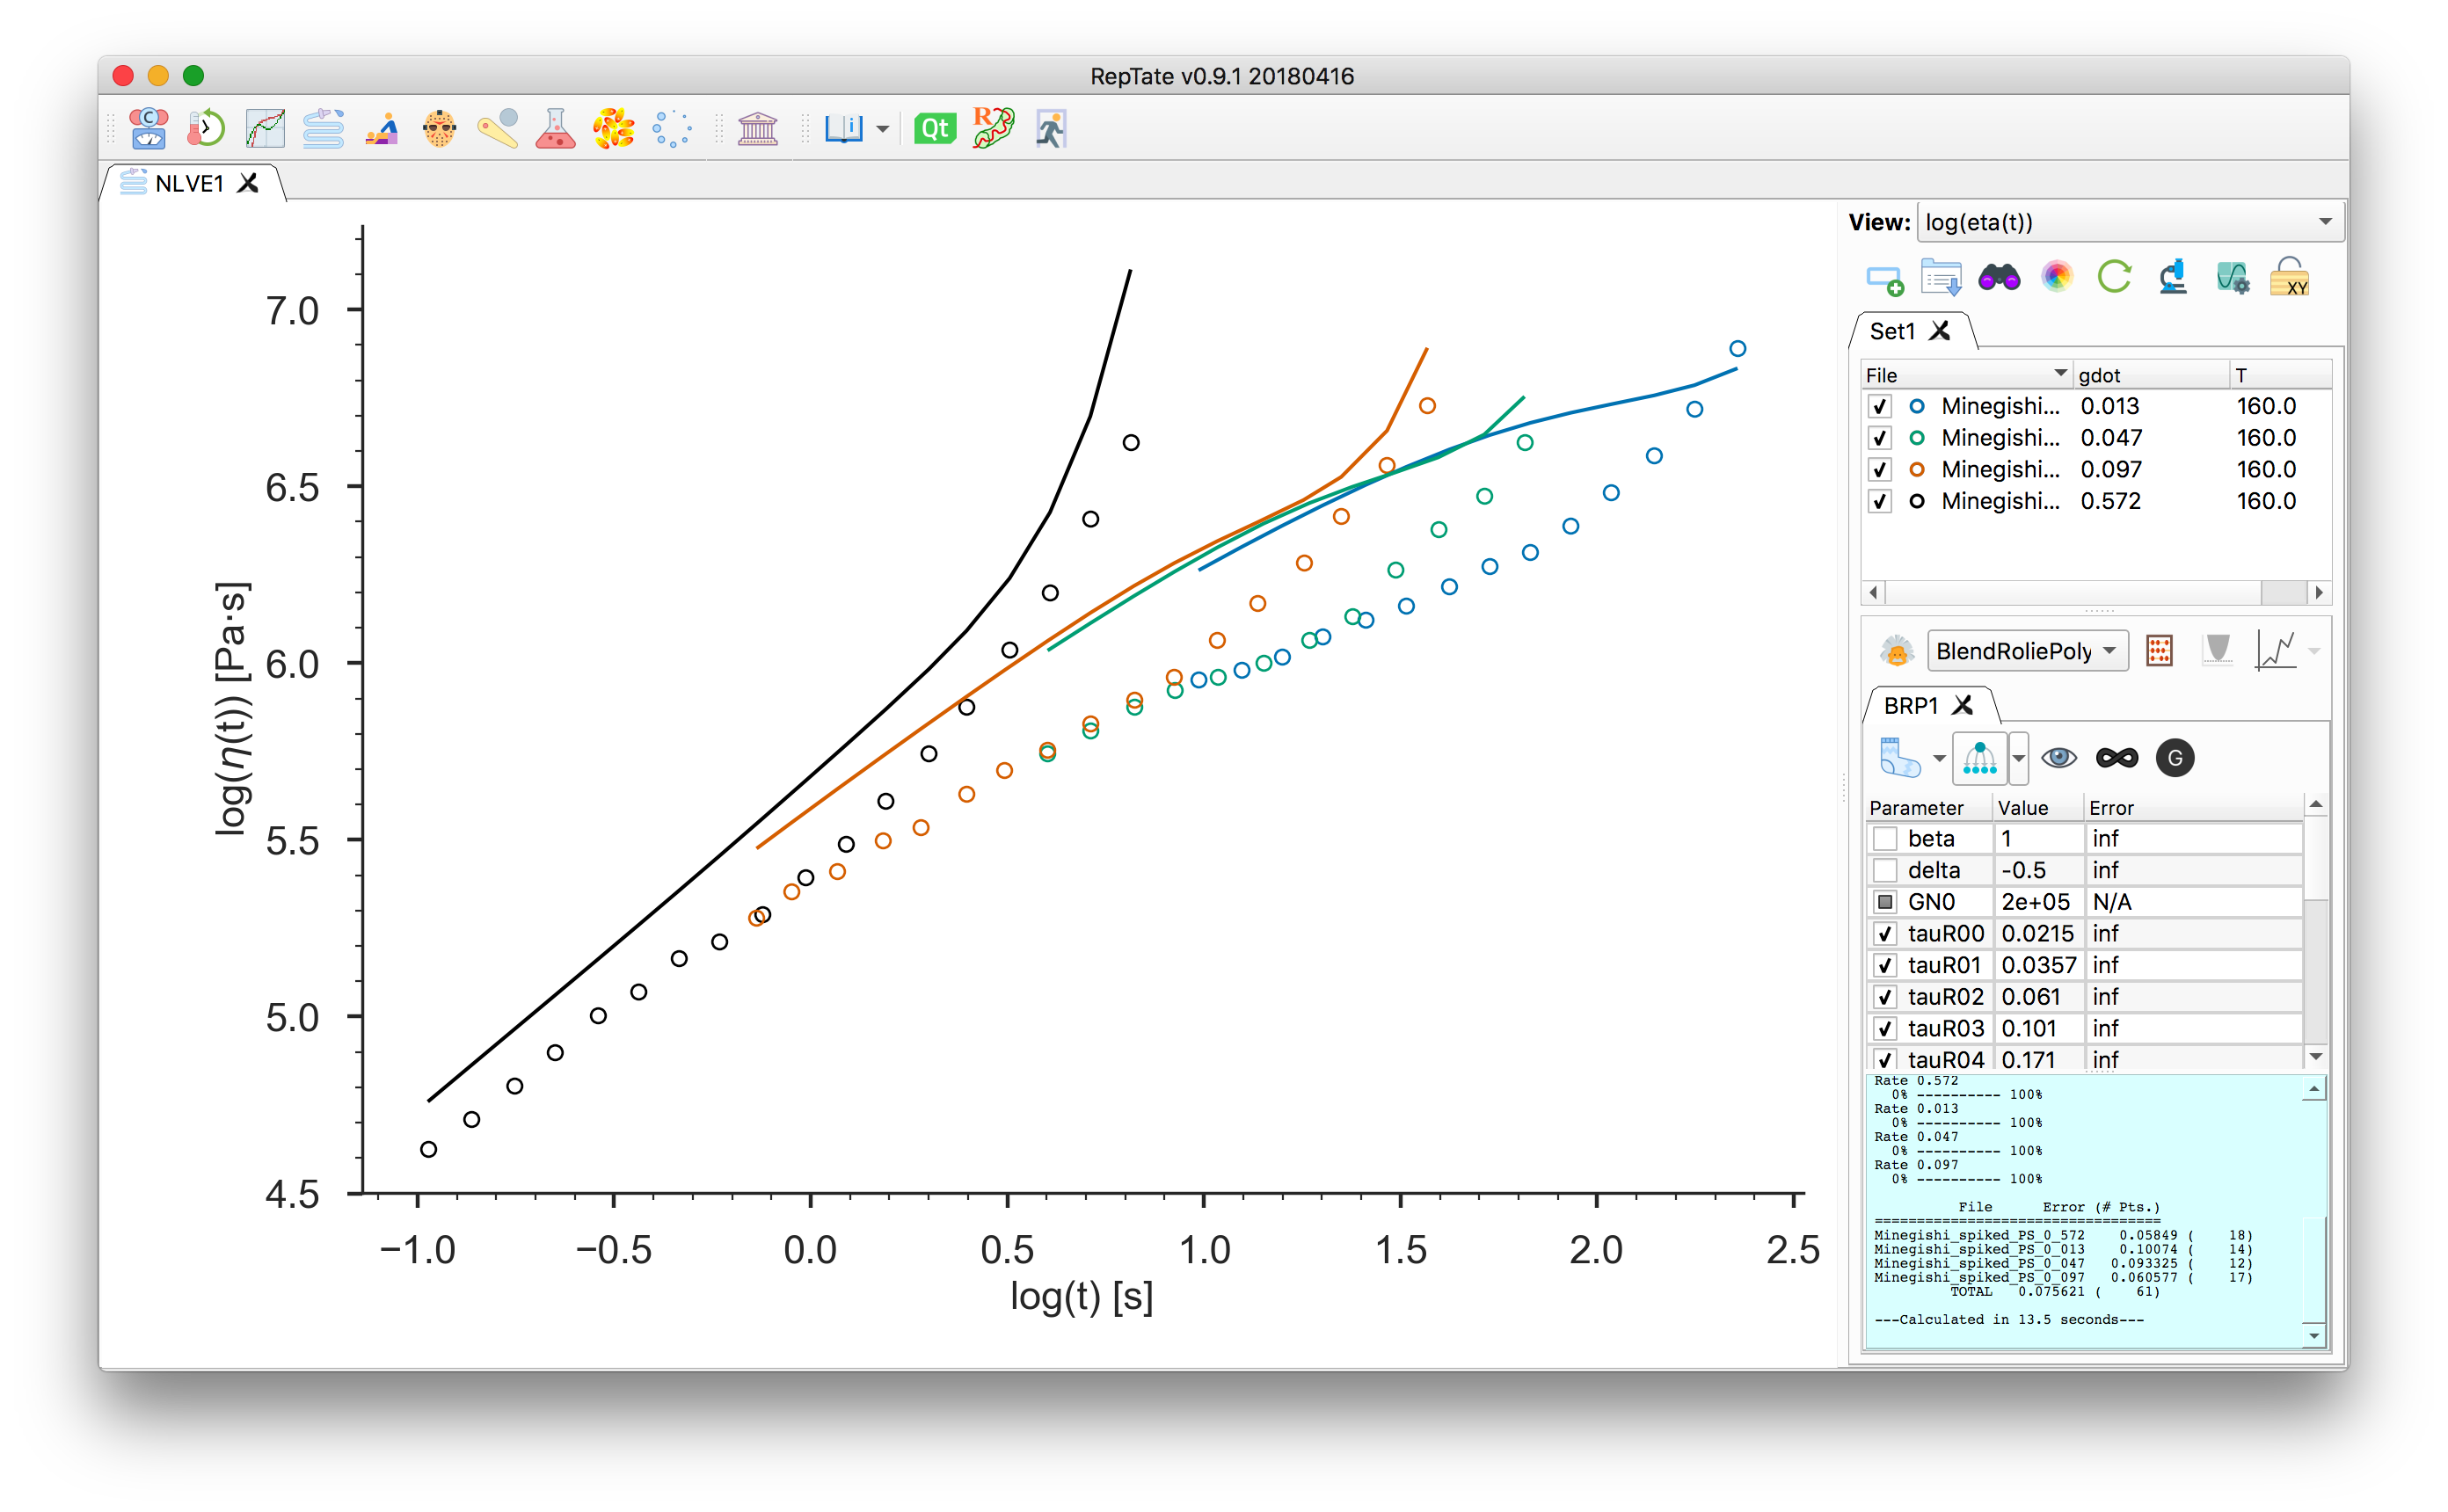 RepTate v0.9.1 20180416
C
i
Qt
R
NLVE1
7.0
6.5
6.0
5.5
5.0
4.5
log(η(t)) [Pa·s]
−1.0 −0.5 0.0 0.5 1.0 1.5 2.0 2.5
log(t) [s]
View: log(eta(t))
XY
Set1
File gdot T
Minegishi... 0.013 160.0
Minegishi... 0.047 160.0
Minegishi... 0.097 160.0
Minegishi... 0.572 160.0
BlendRoliePoly
BRP1
G
Parameter Value Error
beta 1 inf
delta -0.5 inf
GN0 2e+05 N/A
tauR00 0.0215 inf
tauR01 0.0357 inf
tauR02 0.061 inf
tauR03 0.101 inf
tauR04 0.171 inf
Rate 0.572
0% ---------- 100%
Rate 0.013
0% ---------- 100%
Rate 0.047
0% ---------- 100%
Rate 0.097
0% ---------- 100%
File Error (# Pts.)
==================================
Minegishi_spiked_PS_0_572 0.05849 ( 18)
Minegishi_spiked_PS_0_013 0.10074 ( 14)
Minegishi_spiked_PS_0_047 0.093325 ( 12)
Minegishi_spiked_PS_0_097 0.060577 ( 17)
TOTAL 0.075621 ( 61)
---Calculated in 13.5 seconds---